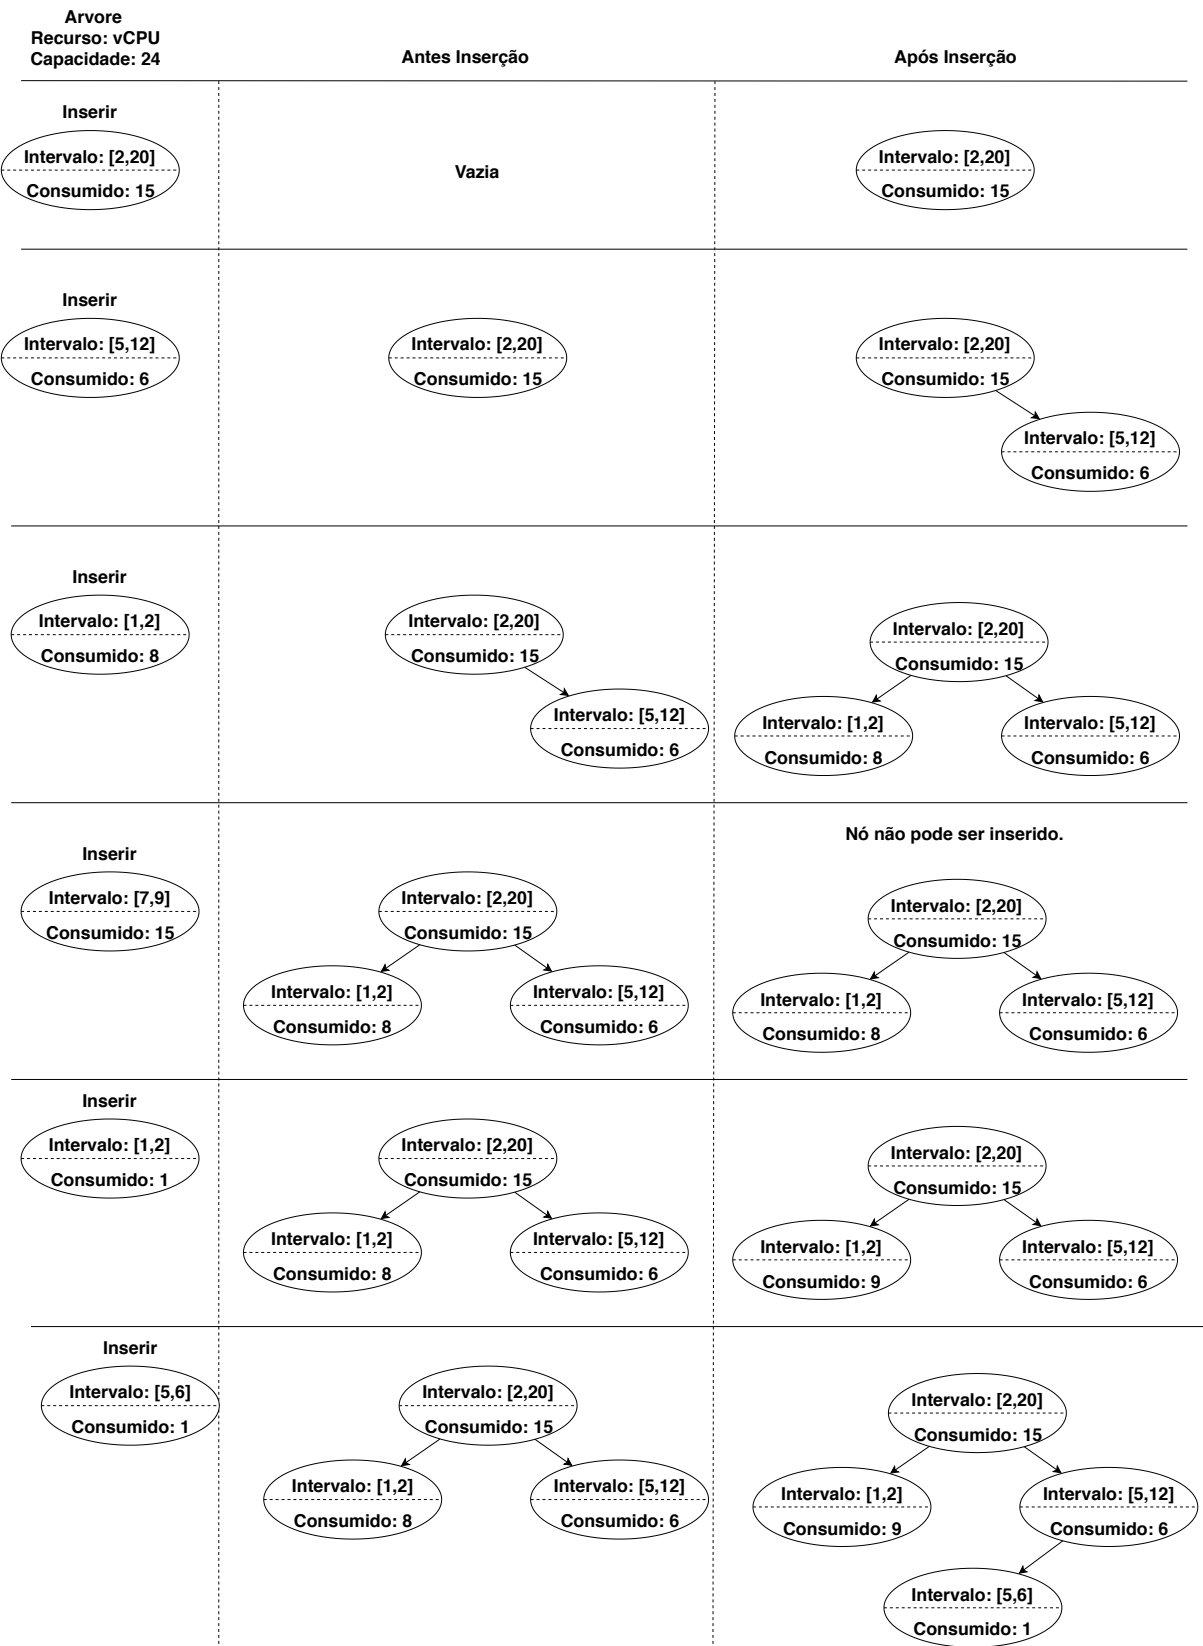 Arvore
Recurso: vCPU
Capacidade: 24
Antes Inserção
Após Inserção
Inserir
Intervalo: [2,20]
Consumido: 15
Vazia
Intervalo: [2,20]
Consumido: 15
Inserir
Intervalo: [5,12]
Consumido: 6
Intervalo: [2,20]
Consumido: 15
Intervalo: [2,20]
Consumido: 15
Intervalo: [5,12]
Consumido: 6
Inserir
Intervalo: [1,2]
Consumido: 8
Intervalo: [2,20]
Consumido: 15
Intervalo: [5,12]
Consumido: 6
Intervalo: [2,20]
Consumido: 15
Intervalo: [1,2]
Consumido: 8
Intervalo: [5,12]
Consumido: 6
Inserir
Intervalo: [7,9]
Consumido: 15
Intervalo: [2,20]
Consumido: 15
Intervalo: [1,2]
Consumido: 8
Intervalo: [5,12]
Consumido: 6
Nó não pode ser inserido.
Intervalo: [2,20]
Consumido: 15
Intervalo: [1,2]
Consumido: 8
Intervalo: [5,12]
Consumido: 6
Inserir
Intervalo: [1,2]
Consumido: 1
Intervalo: [2,20]
Consumido: 15
Intervalo: [1,2]
Consumido: 8
Intervalo: [5,12]
Consumido: 6
Intervalo: [2,20]
Consumido: 15
Intervalo: [1,2]
Consumido: 9
Intervalo: [5,12]
Consumido: 6
Inserir
Intervalo: [5,6]
Consumido: 1
Intervalo: [2,20]
Consumido: 15
Intervalo: [1,2]
Consumido: 8
Intervalo: [5,12]
Consumido: 6
Intervalo: [2,20]
Consumido: 15
Intervalo: [1,2]
Consumido: 9
Intervalo: [5,12]
Consumido: 6
Intervalo: [5,6]
Consumido: 1